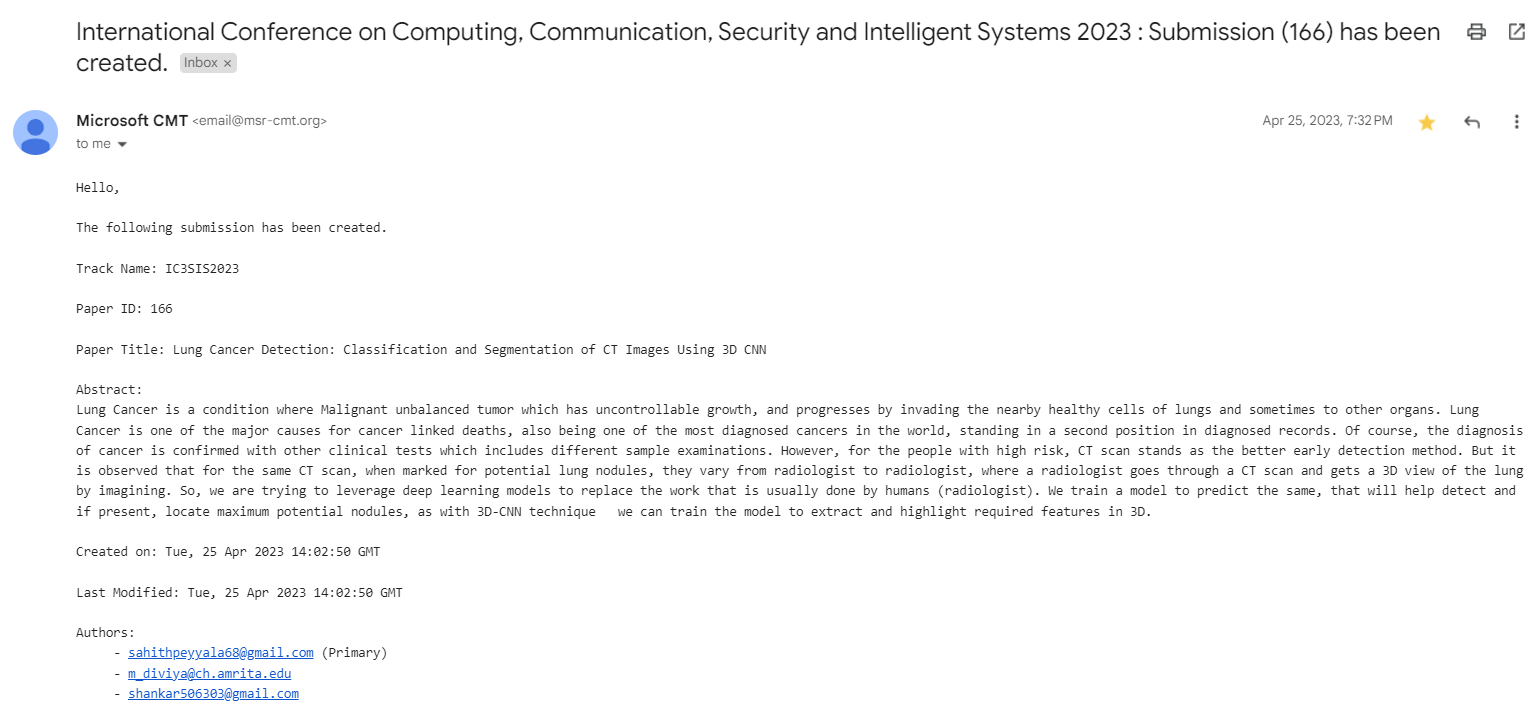 International Conference on Computing, Communication, Security and Intelligent Systems 2023 : Submission (166) has been
created. Inbox ×
Microsoft CMT <email@msr-cmt.org>
Apr 25, 2023, 7:32 PM
to me
Hello,
The following submission has been created.
Track Name: IC3SIS2023
Paper ID: 166
Paper Title: Lung Cancer Detection: Classification and Segmentation of CT Images Using 3D CNN
Abstract:
Lung Cancer is a condition where Malignant unbalanced tumor which has uncontrollable growth, and progresses by invading the nearby healthy cells of lungs and sometimes to other organs. Lung
Cancer is one of the major causes for cancer linked deaths, also being one of the most diagnosed cancers in the world, standing in a second position in diagnosed records. Of course, the diagnosis
of cancer is confirmed with other clinical tests which includes different sample examinations. However, for the people with high risk, CT scan stands as the better early detection method. But it
is observed that for the same CT scan, when marked for potential lung nodules, they vary from radiologist to radiologist, where a radiologist goes through a CT scan and gets a 3D view of the lung
by imagining. So, we are trying to leverage deep learning models to replace the work that is usually done by humans (radiologist). We train a model to predict the same, that will help detect and
if present, locate maximum potential nodules, as with 3D-CNN technique   we can train the model to extract and highlight required features in 3D.
Created on: Tue, 25 Apr 2023 14:02:50 GMT
Last Modified: Tue, 25 Apr 2023 14:02:50 GMT
Authors:
- sahithpeyyala68@gmail.com (Primary)
- m_diviya@ch.amrita.edu
- shankar506303@gmail.com